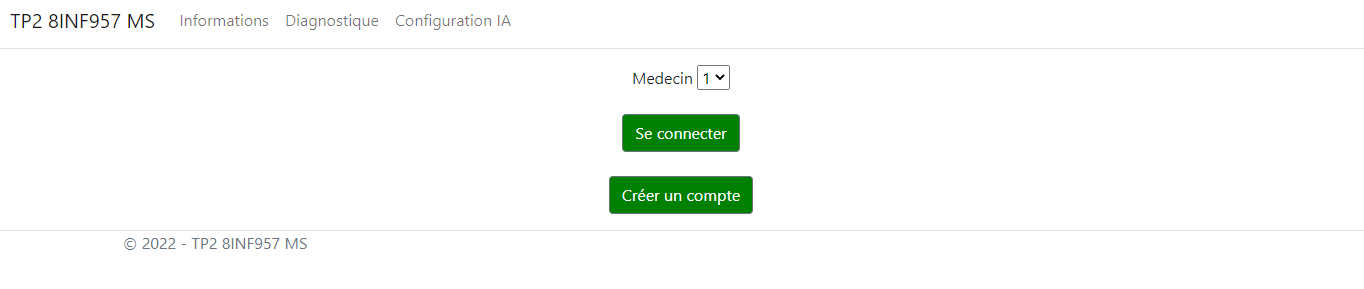 TP2 8INF957 MS Informations Diagnostique Configuration IA
Medecin 1
Se connecter
Créer un compte
© 2022 - TP2 8INF957 MS